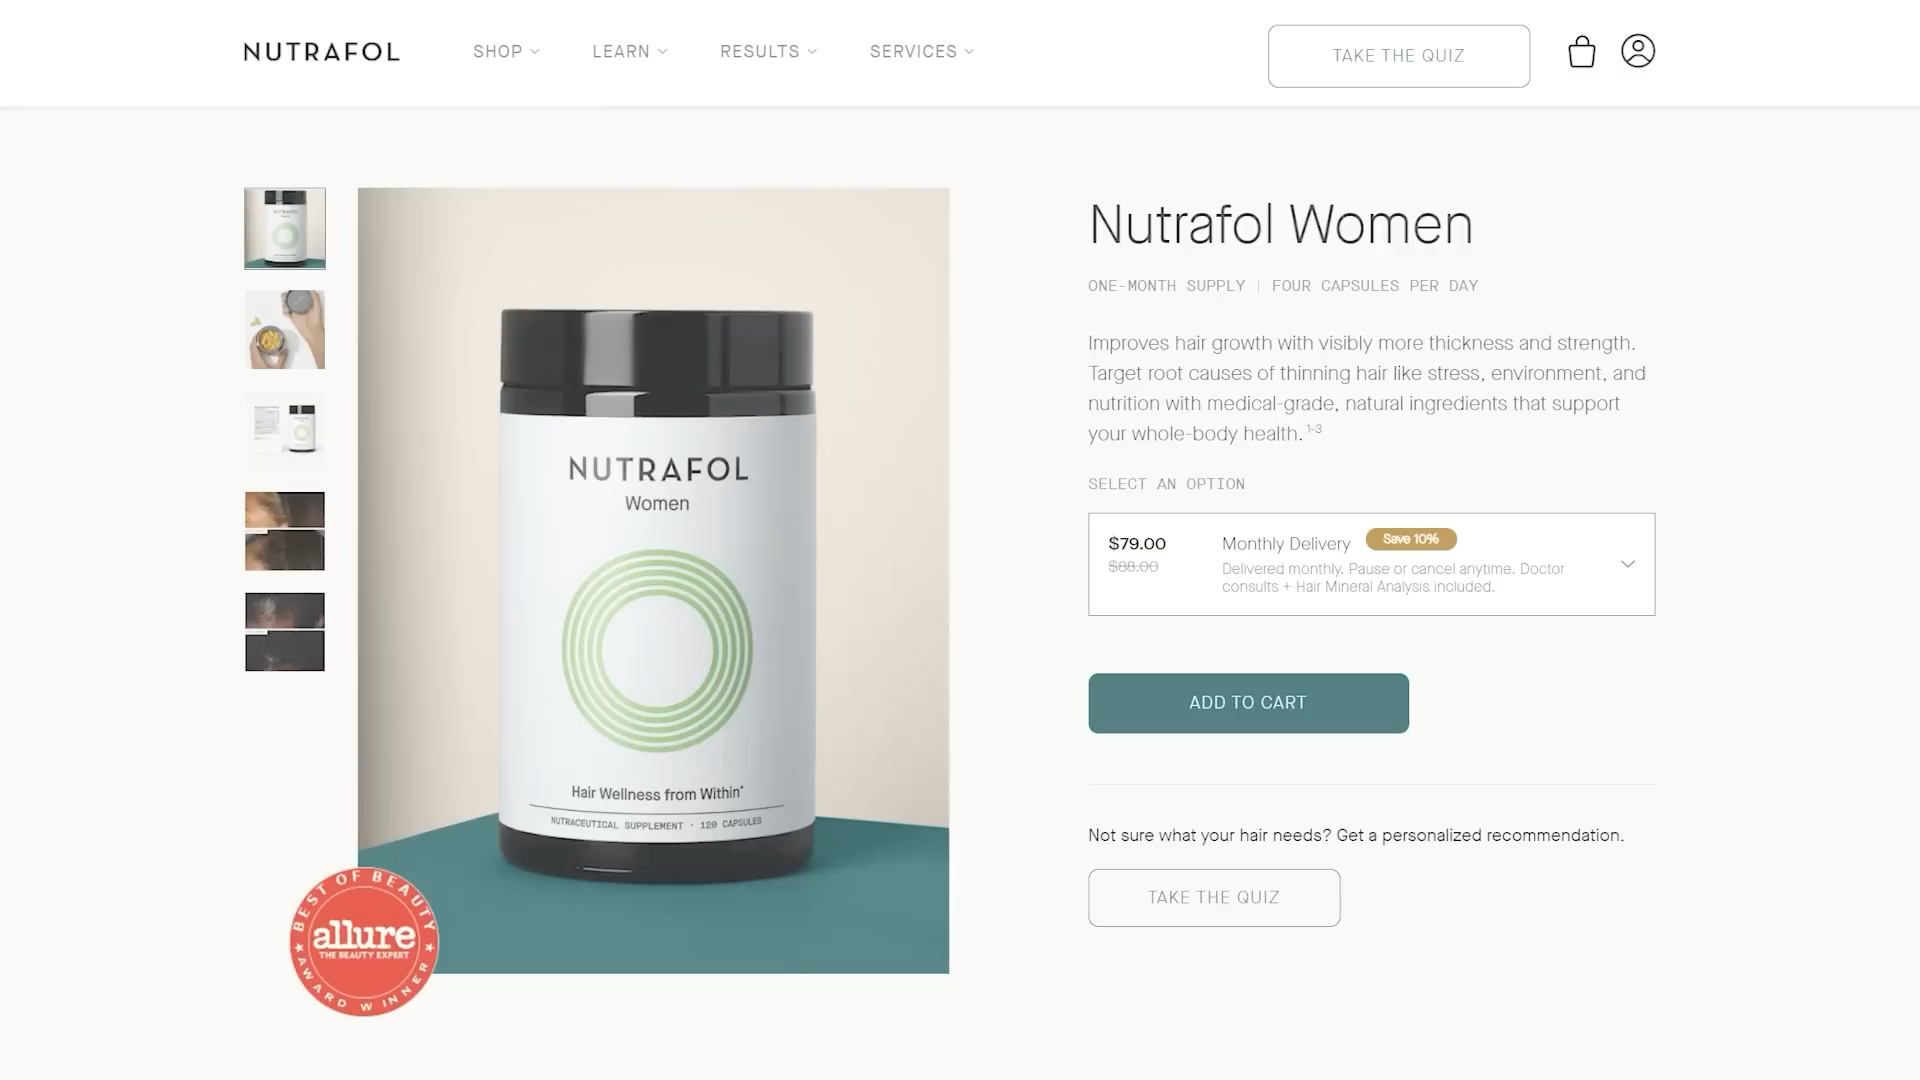 NUTRAFOL
SHOP
LEARN
RESULTS
SERVICES
TAKE THE QUIZ
NUTRAFOL
Women
Hair Wellness from Within*
NUTRACEUTICAL SUPPLEMENT · 120 CAPSULES
BEST OF BEAUTY
allure
THE BEAUTY EXPERT
AWARD WINNER
Nutrafol Women
ONE-MONTH SUPPLY | FOUR CAPSULES PER DAY
Improves hair growth with visibly more thickness and strength.
Target root causes of thinning hair like stress, environment, and
nutrition with medical-grade, natural ingredients that support
your whole-body health. 1-3
SELECT AN OPTION
$79.00 Monthly Delivery Save 10%
$88.00
Delivered monthly. Pause or cancel anytime. Doctor
consults + Hair Mineral Analysis included.
ADD TO CART
Not sure what your hair needs? Get a personalized recommendation.
TAKE THE QUIZ